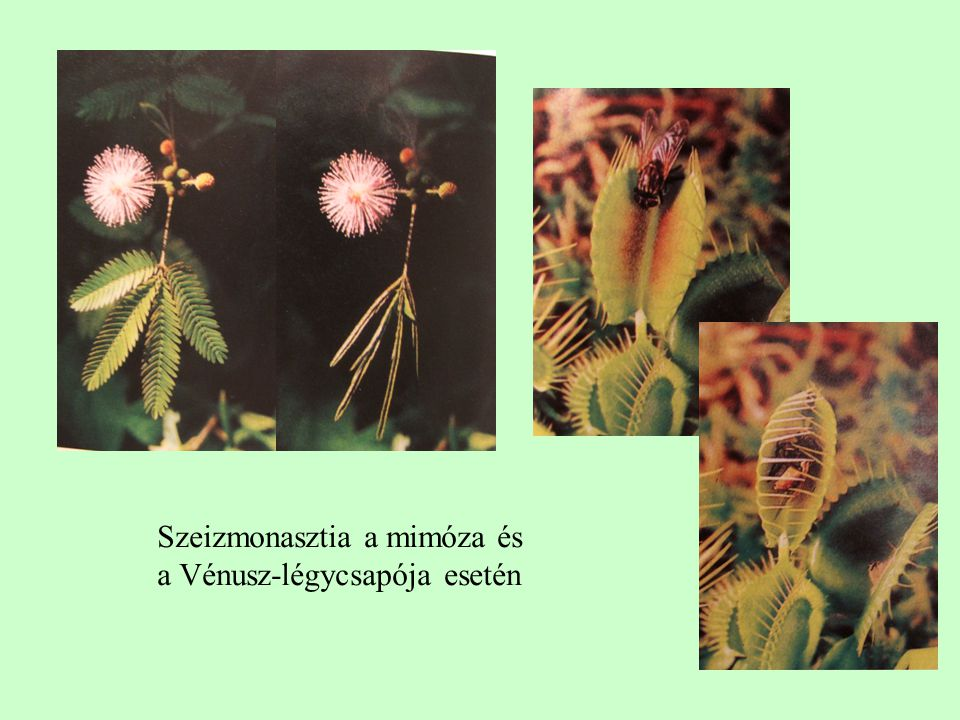 Szeizmonasztia a mimóza és
a Vénusz-légycsapója esetén